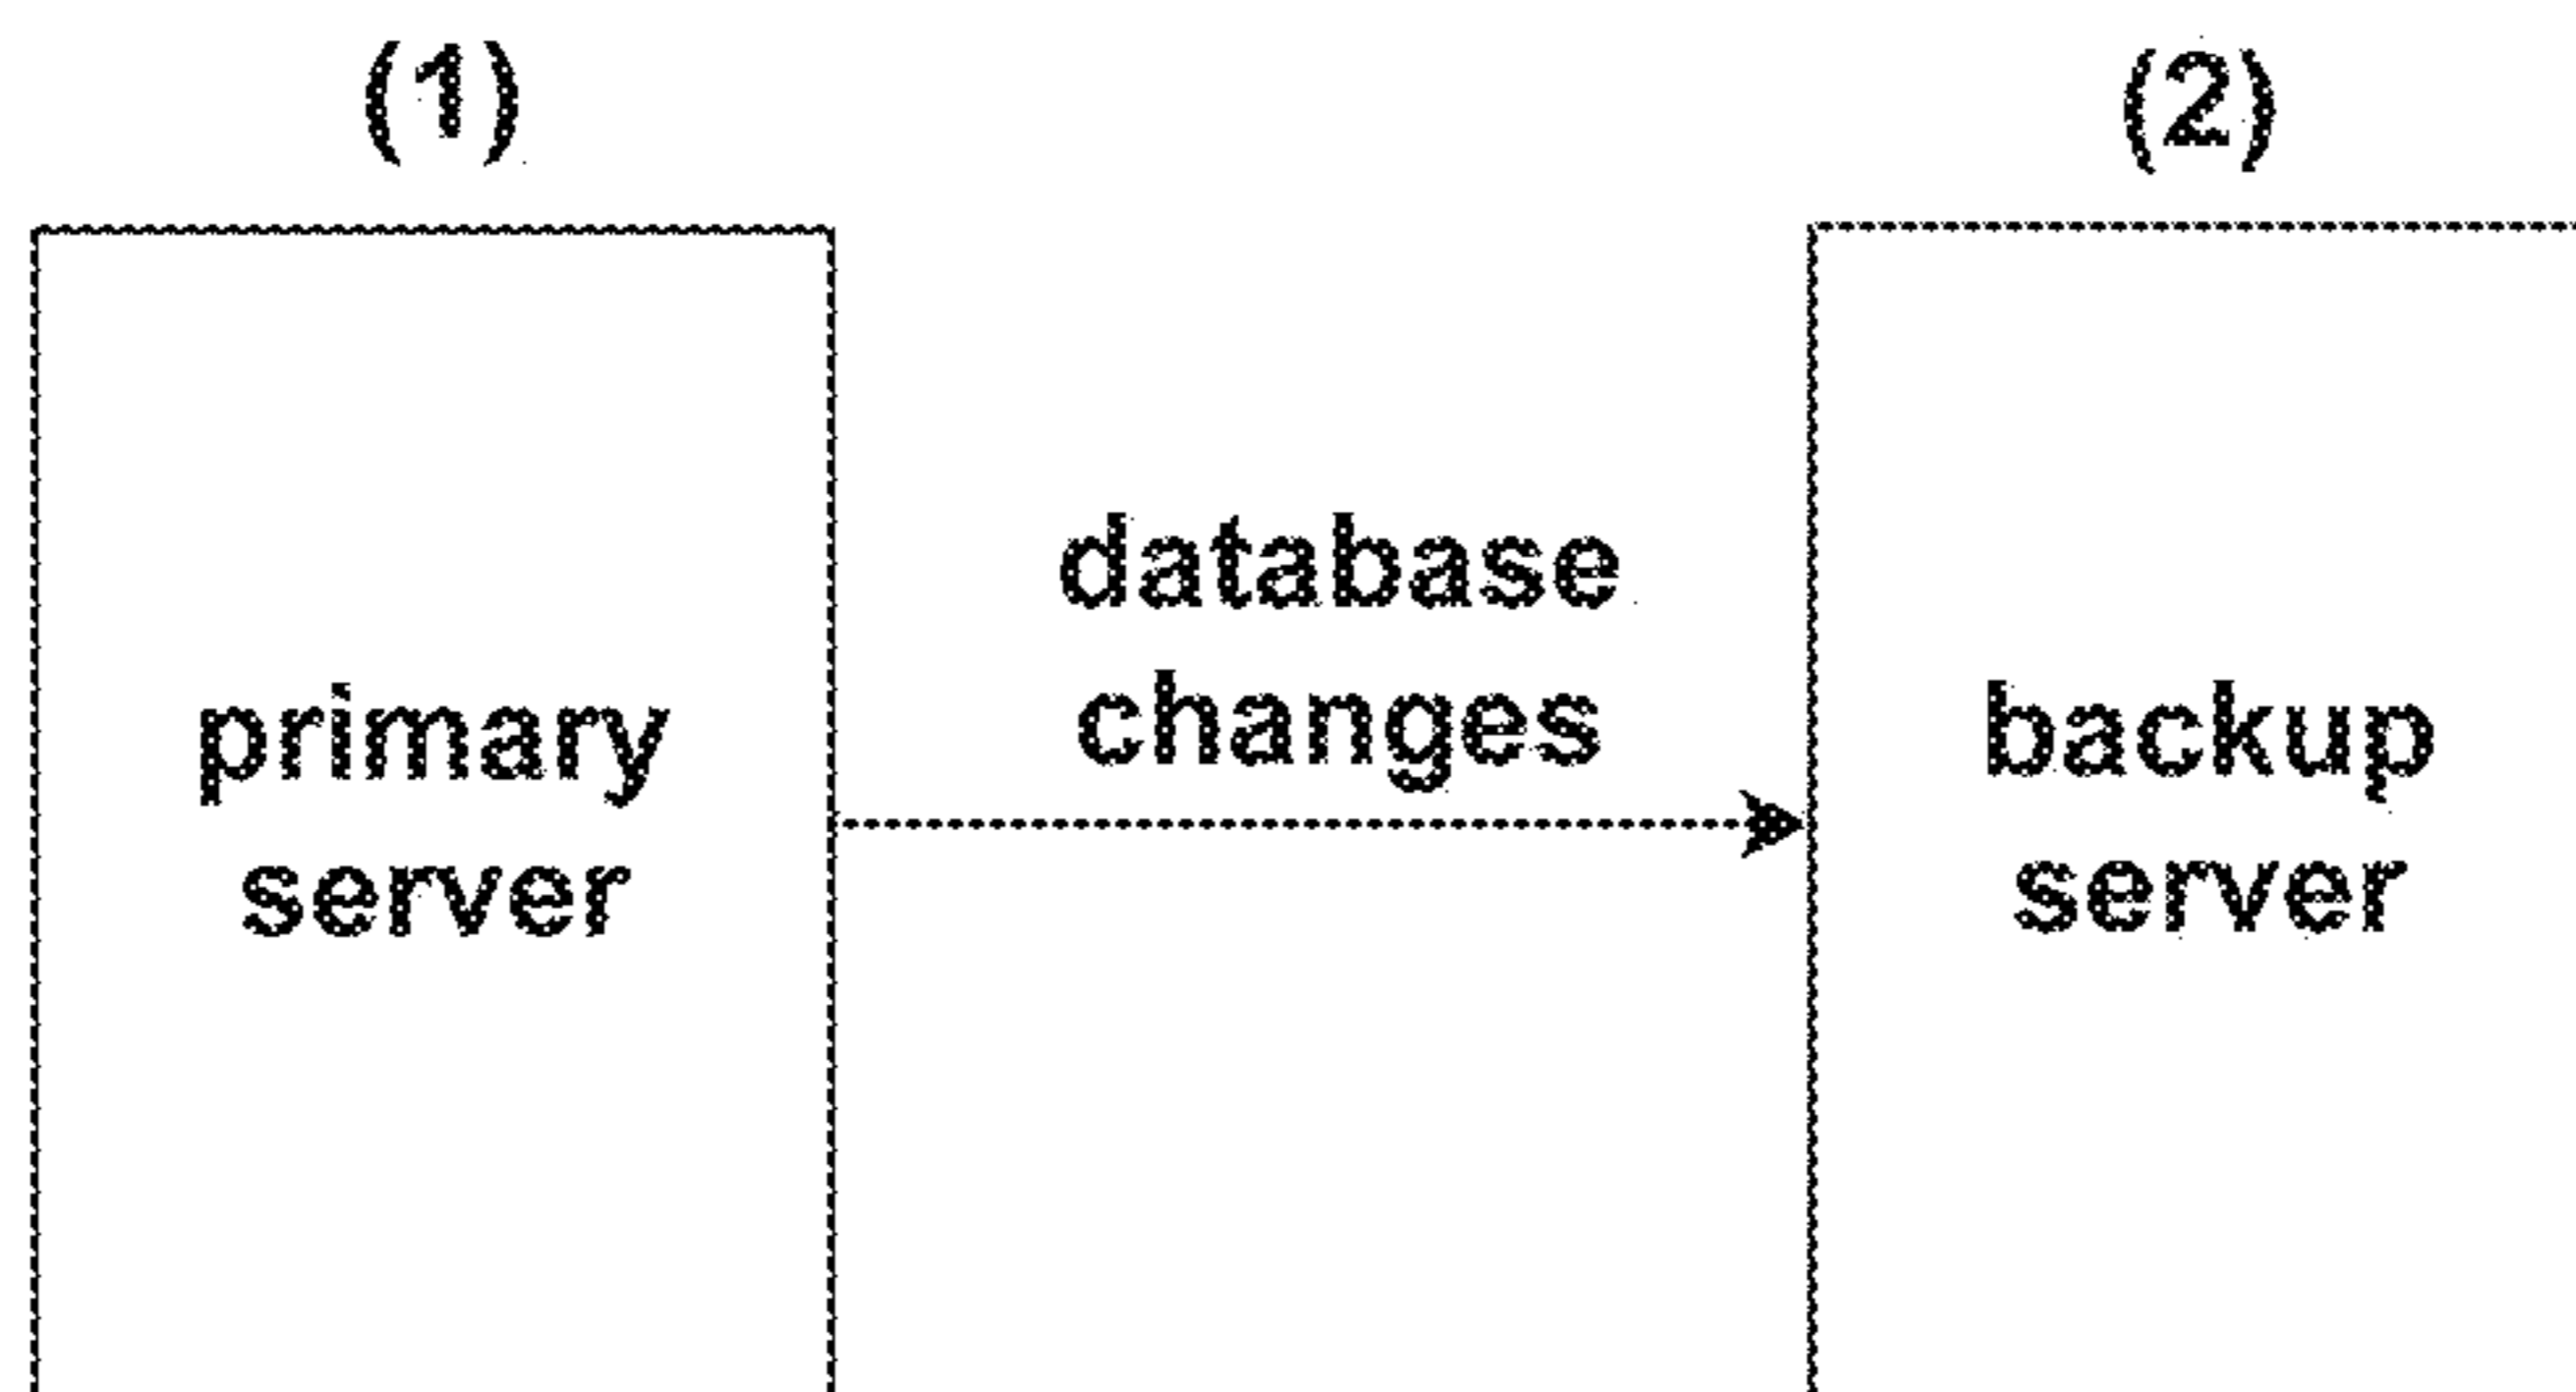 (1)
(2)
primary
server
database
changes
backup
server